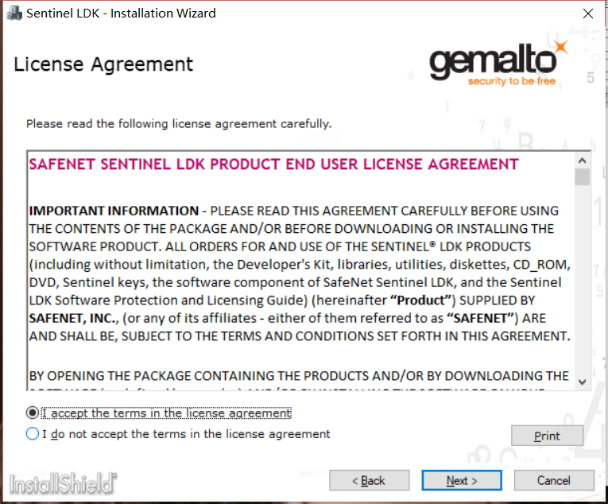 Sentinel LDK - Installation Wizard
License Agreement
gemalto
security to be free
Please read the following license agreement carefully.
SAFENET SENTINEL LDK PRODUCT END USER LICENSE AGREEMENT
IMPORTANT INFORMATION - PLEASE READ THIS AGREEMENT CAREFULLY BEFORE USING
THE CONTENTS OF THE PACKAGE AND/OR BEFORE DOWNLOADING OR INSTALLING THE
SOFTWARE PRODUCT. ALL ORDERS FOR AND USE OF THE SENTINEL® LDK PRODUCTS
(including without limitation, the Developer's Kit, libraries, utilities, diskettes, CD_ROM,
DVD, Sentinel keys, the software component of SafeNet Sentinel LDK, and the Sentinel
LDK Software Protection and Licensing Guide) (hereinafter “Product”) SUPPLIED BY
SAFENET, INC., (or any of its affiliates - either of them referred to as “SAFENET”) ARE
AND SHALL BE, SUBJECT TO THE TERMS AND CONDITIONS SET FORTH IN THIS AGREEMENT.
BY OPENING THE PACKAGE CONTAINING THE PRODUCTS AND/OR BY DOWNLOADING THE
I accept the terms in the license agreement
I do not accept the terms in the license agreement
Print
InstallShield
< Back
Next >
Cancel